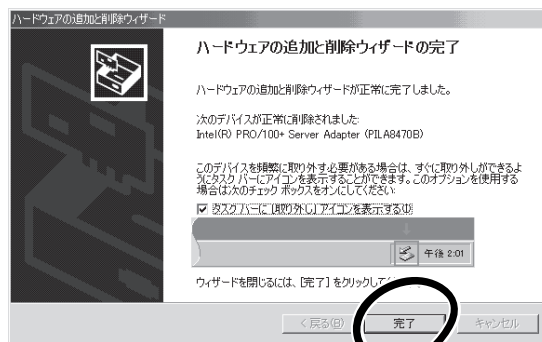 ハードウェアの追加と削除ウィザード
ハードウェアの追加と削除ウィザードの完了
ハードウェアの追加と削除ウィザードが正常に完了しました。
次のデバイスが正常に削除されました:
Intel(R) PRO/100+ Server Adapter (PILA8470B)
このデバイスを頻繁に取り外す必要がある場合は、すぐに取り外しができるよ
うにタスク バーにアイコンを表示することができます。このオプションを使用する
場合は次のチェック ボックスをオンにしてください:
タスク バーに [取り外し] アイコンを表示する(U)
午後 2:01
ウィザードを閉じるには、[完了] をクリックして
< 戻る(B)
完了
キャンセル